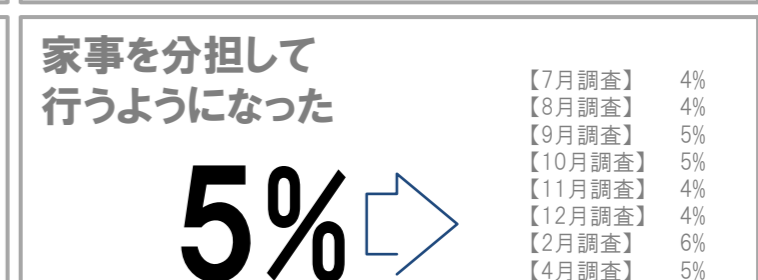 家事を分担して
行うようになった
5%
【7月調査】 4%
【8月調査】 4%
【9月調査】 5%
【10月調査】 5%
【11月調査】 4%
【12月調査】 4%
【2月調査】 6%
【4月調査】 5%